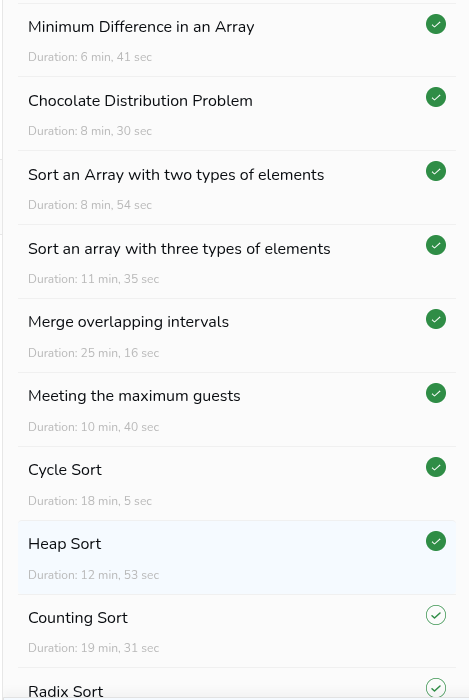 Minimum Difference in an Array
Duration: 6 min, 41 sec
Chocolate Distribution Problem
Duration: 8 min, 30 sec
Sort an Array with two types of elements
Duration: 8 min, 54 sec
Sort an array with three types of elements
Duration: 11 min, 35 sec
Merge overlapping intervals
Duration: 25 min, 16 sec
Meeting the maximum guests
Duration: 10 min, 40 sec
Cycle Sort
Duration: 18 min, 5 sec
Heap Sort
Duration: 12 min, 53 sec
Counting Sort
Duration: 19 min, 31 sec
Radix Sort